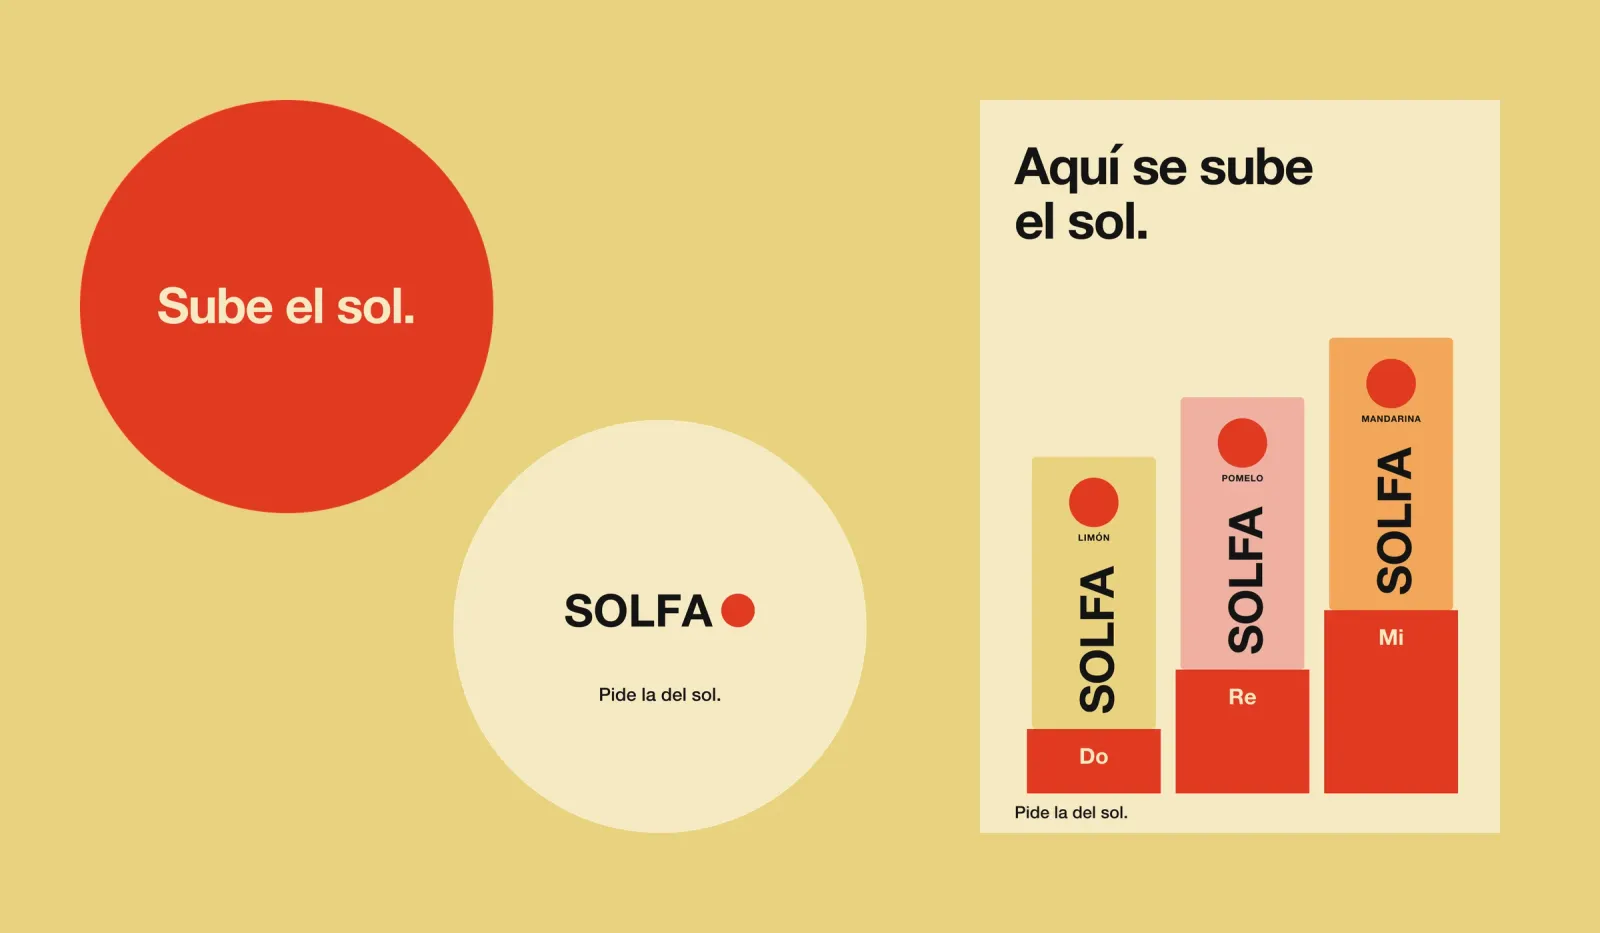 Sube el sol.
SOLFA
Pide la del sol.
Aquí se sube
el sol.
LIMÓN
SOLFA
Do
POMELO
SOLFA
Re
MANDARINA
SOLFA
Mi
Pide la del sol.